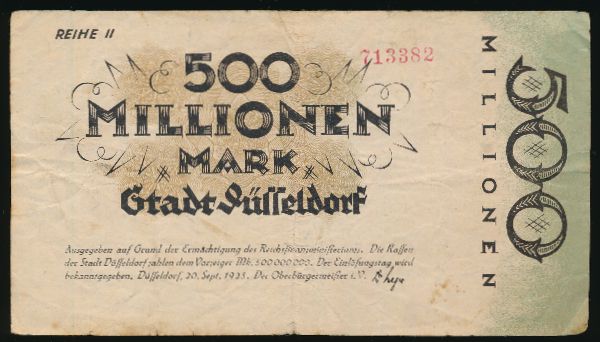 REIHE II
713382
500
MILLIONEN
MARK
Stadt Düsseldorf
Ausgegeben auf Grund der Ermächtigung des Reichsfinanzministeriums. Die Kassen
der Stadt Düsseldorf zahlen dem Vorzeiger Mk. 500000000. Der Einlösungstag wird
bekanntgegeben. Düsseldorf, 20. Sept. 1923. Der Oberbürgermeister i. V.
MILLIONEN
500